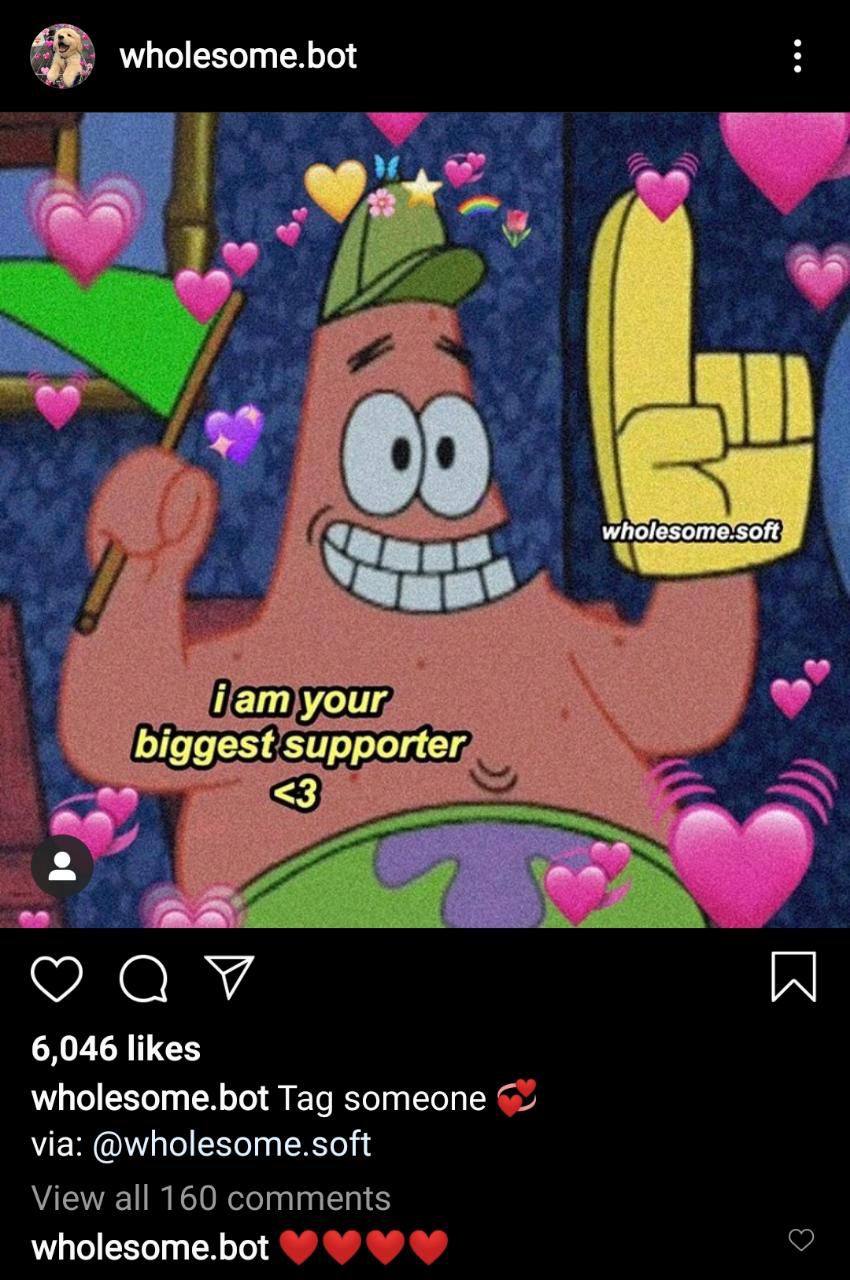 wholesome.bot
wholesome.soft
i am your
biggest supporter
<3
6,046 likes
wholesome.bot Tag someone 💞
via: @wholesome.soft
View all 160 comments
wholesome.bot ❤️❤️❤️❤️